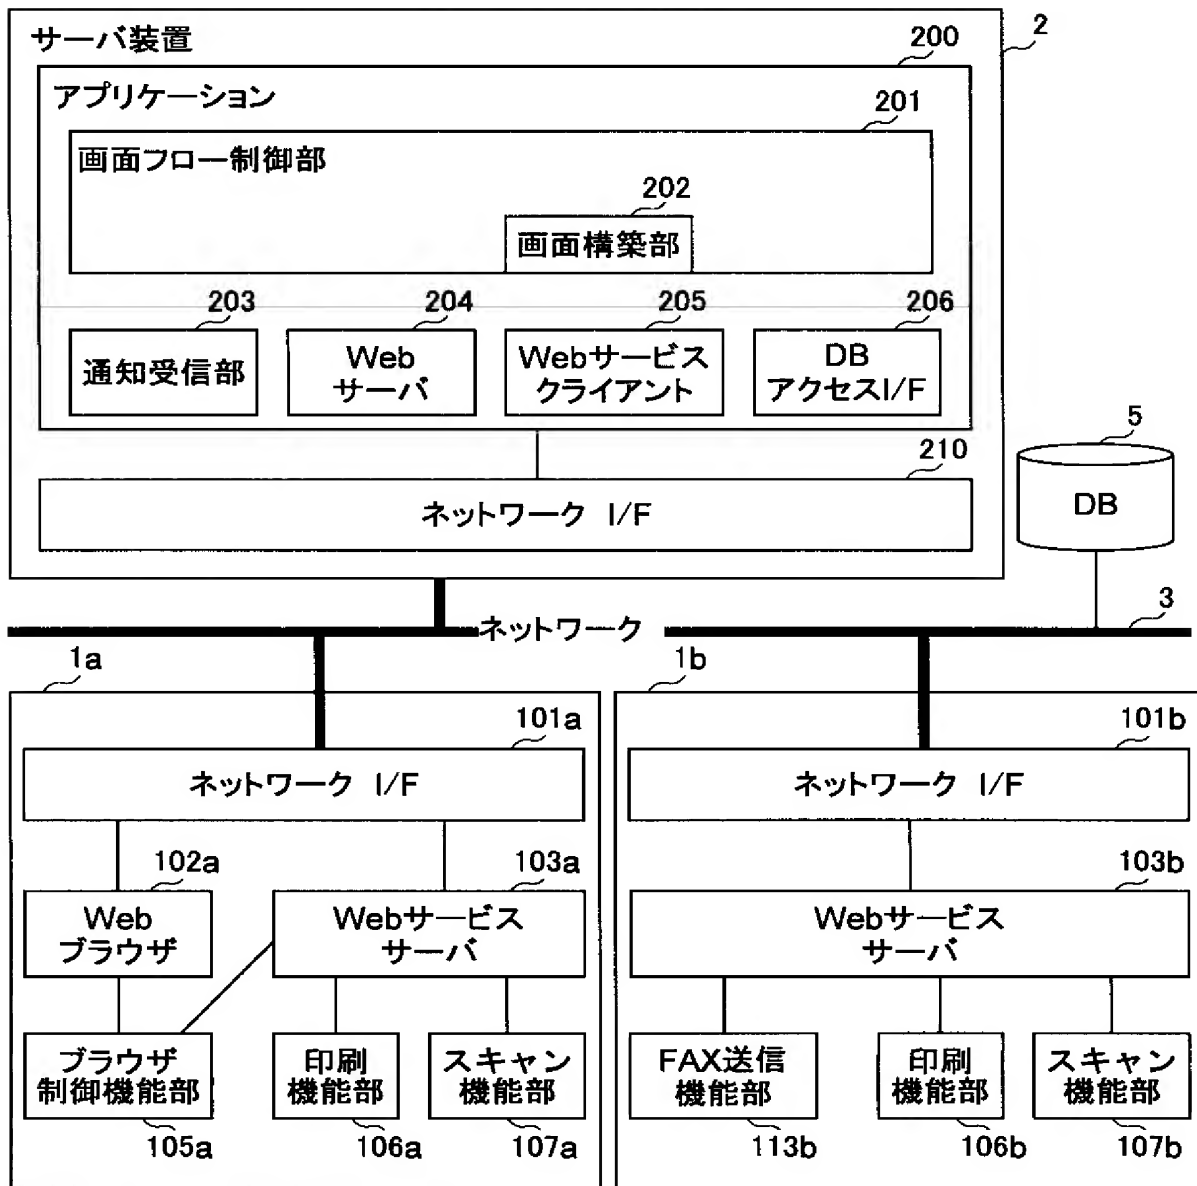 サーバ装置
2
200
アプリケーション
201
画面フロー制御部
202
画面構築部
203
204
205
206
通知受信部
Web
サーバ
Webサービス
クライアント
DB
アクセスI/F
210
ネットワーク I/F
5
DB
3
ネットワーク
1a
1b
101a
ネットワーク I/F
101b
ネットワーク I/F
102a
Web
ブラウザ
103a
Webサービス
サーバ
103b
Webサービス
サーバ
ブラウザ
制御機能部
105a
印刷
機能部
106a
スキャン
機能部
107a
FAX送信
機能部
113b
印刷
機能部
106b
スキャン
機能部
107b